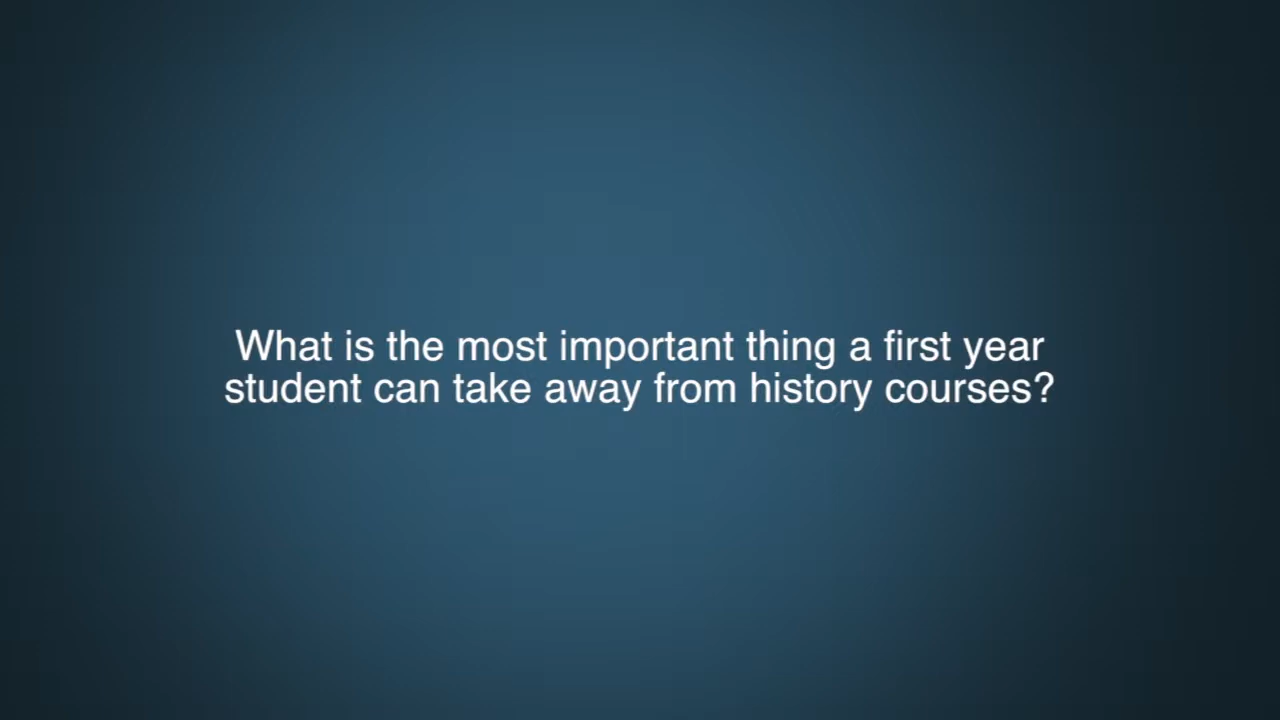 What is the most important thing a first year
student can take away from history courses?